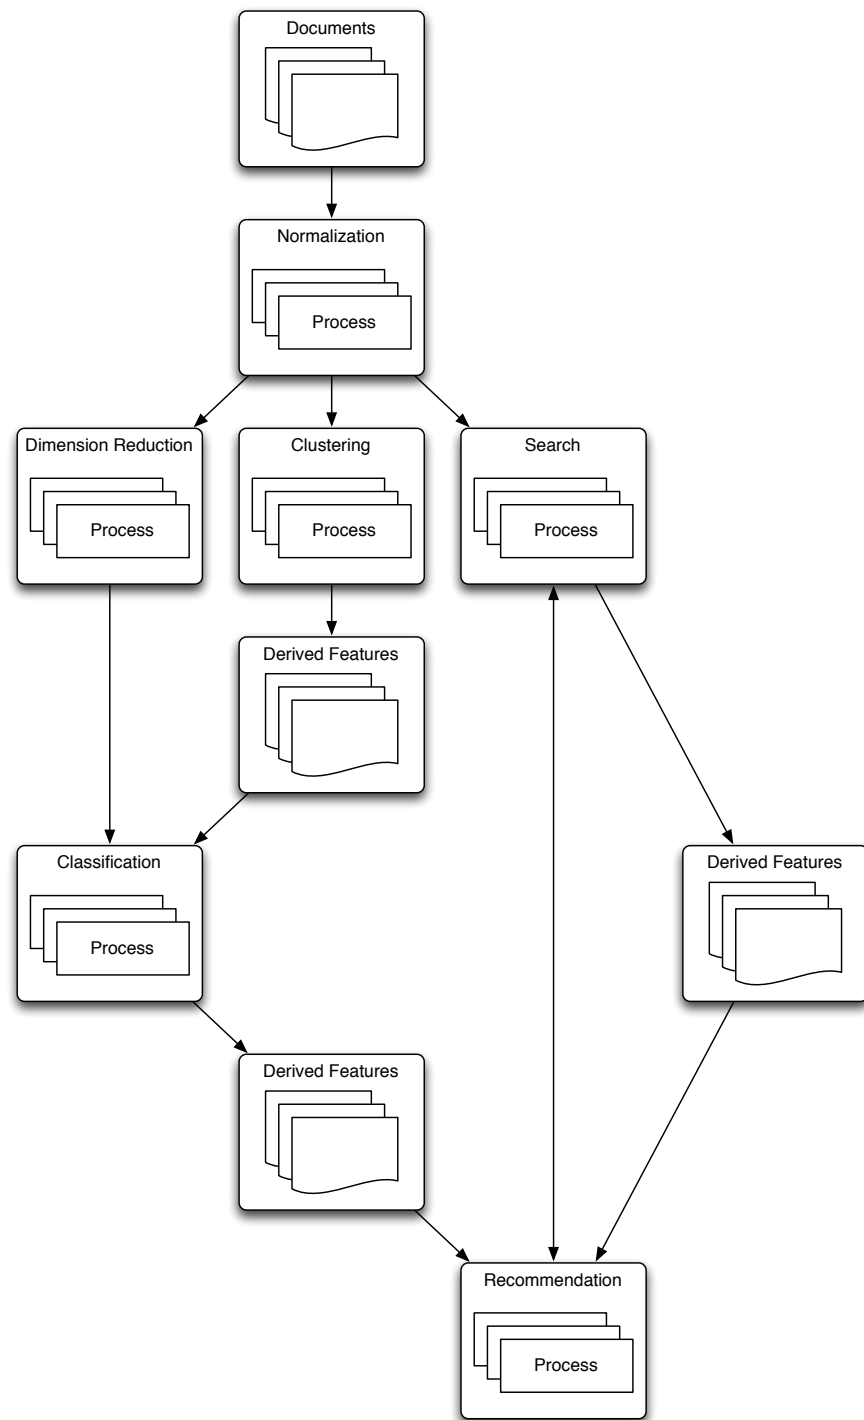 Documents
Normalization
Process
Dimension Reduction
Process
Clustering
Process
Search
Process
Derived Features
Classification
Process
Derived Features
Derived Features
Recommendation
Process